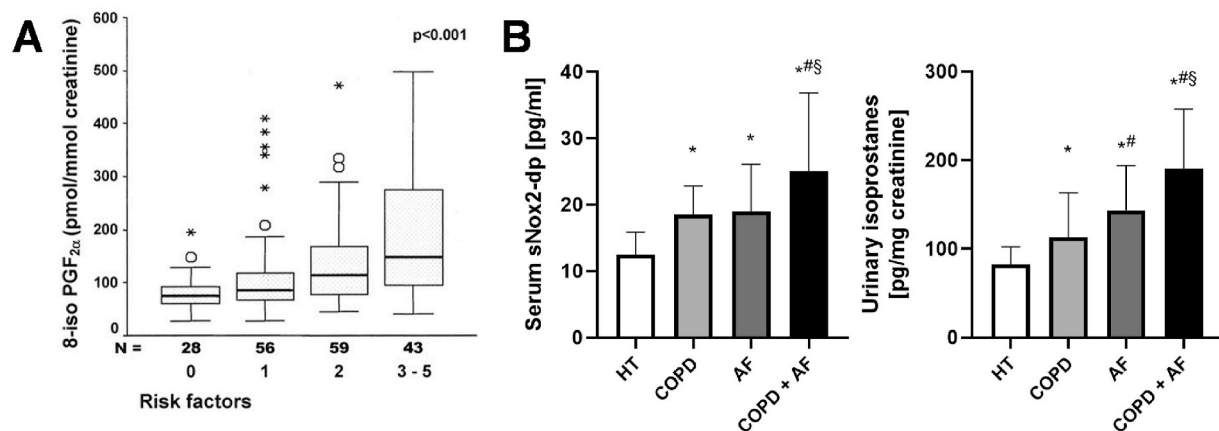 A
8-iso PGF2α (pmol/mmol creatinine)
600
500
400
300
200
100
0
p<0.001
N = 28 56 59 43
0 1 2 3 - 5
Risk factors
B
Serum sNox2-dp [pg/ml]
40
30
20
10
0
*
*
*#§
HT
COPD
AF
COPD + AF
Urinary isoprostanes
[pg/mg creatinine]
300
200
100
0
*
*#
*#§
HT
COPD
AF
COPD + AF